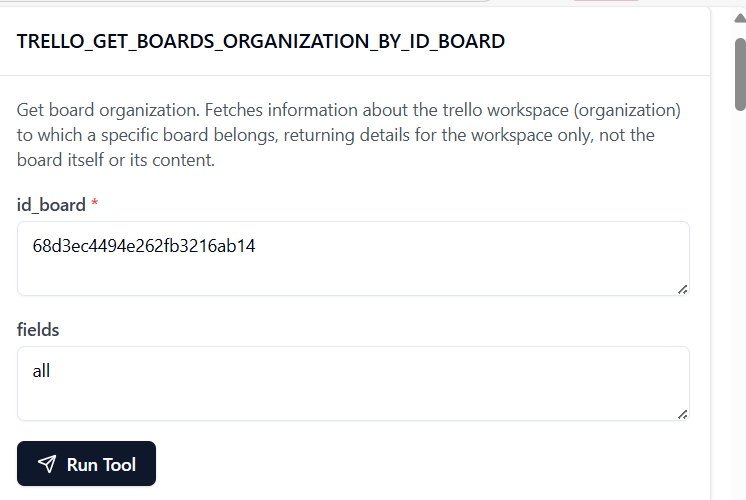 TRELLO_GET_BOARDS_ORGANIZATION_BY_ID_BOARD
Get board organization. Fetches information about the trello workspace (organization)
to which a specific board belongs, returning details for the workspace only, not the
board itself or its content.
id_board *
68d3ec4494e262fb3216ab14
fields
all
Run Tool